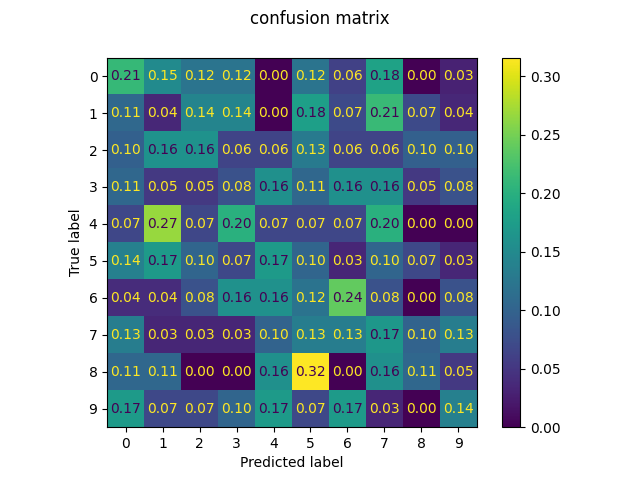 confusion matrix
0 0.21 0.15 0.12 0.12 0.00 0.12 0.06 0.18 0.00 0.03
1 0.11 0.04 0.14 0.14 0.00 0.18 0.07 0.21 0.07 0.04
2 0.10 0.16 0.16 0.06 0.06 0.13 0.06 0.06 0.10 0.10
3 0.11 0.05 0.05 0.08 0.16 0.11 0.16 0.16 0.05 0.08
4 0.07 0.27 0.07 0.20 0.07 0.07 0.07 0.20 0.00 0.00
5 0.14 0.17 0.10 0.07 0.17 0.10 0.03 0.10 0.07 0.03
6 0.04 0.04 0.08 0.16 0.16 0.12 0.24 0.08 0.00 0.08
7 0.13 0.03 0.03 0.03 0.10 0.13 0.13 0.17 0.10 0.13
8 0.11 0.11 0.00 0.00 0.16 0.32 0.00 0.16 0.11 0.05
9 0.17 0.07 0.07 0.10 0.17 0.07 0.17 0.03 0.00 0.14
0 1 2 3 4 5 6 7 8 9
Predicted label
True label
0.30
0.25
0.20
0.15
0.10
0.05
0.00